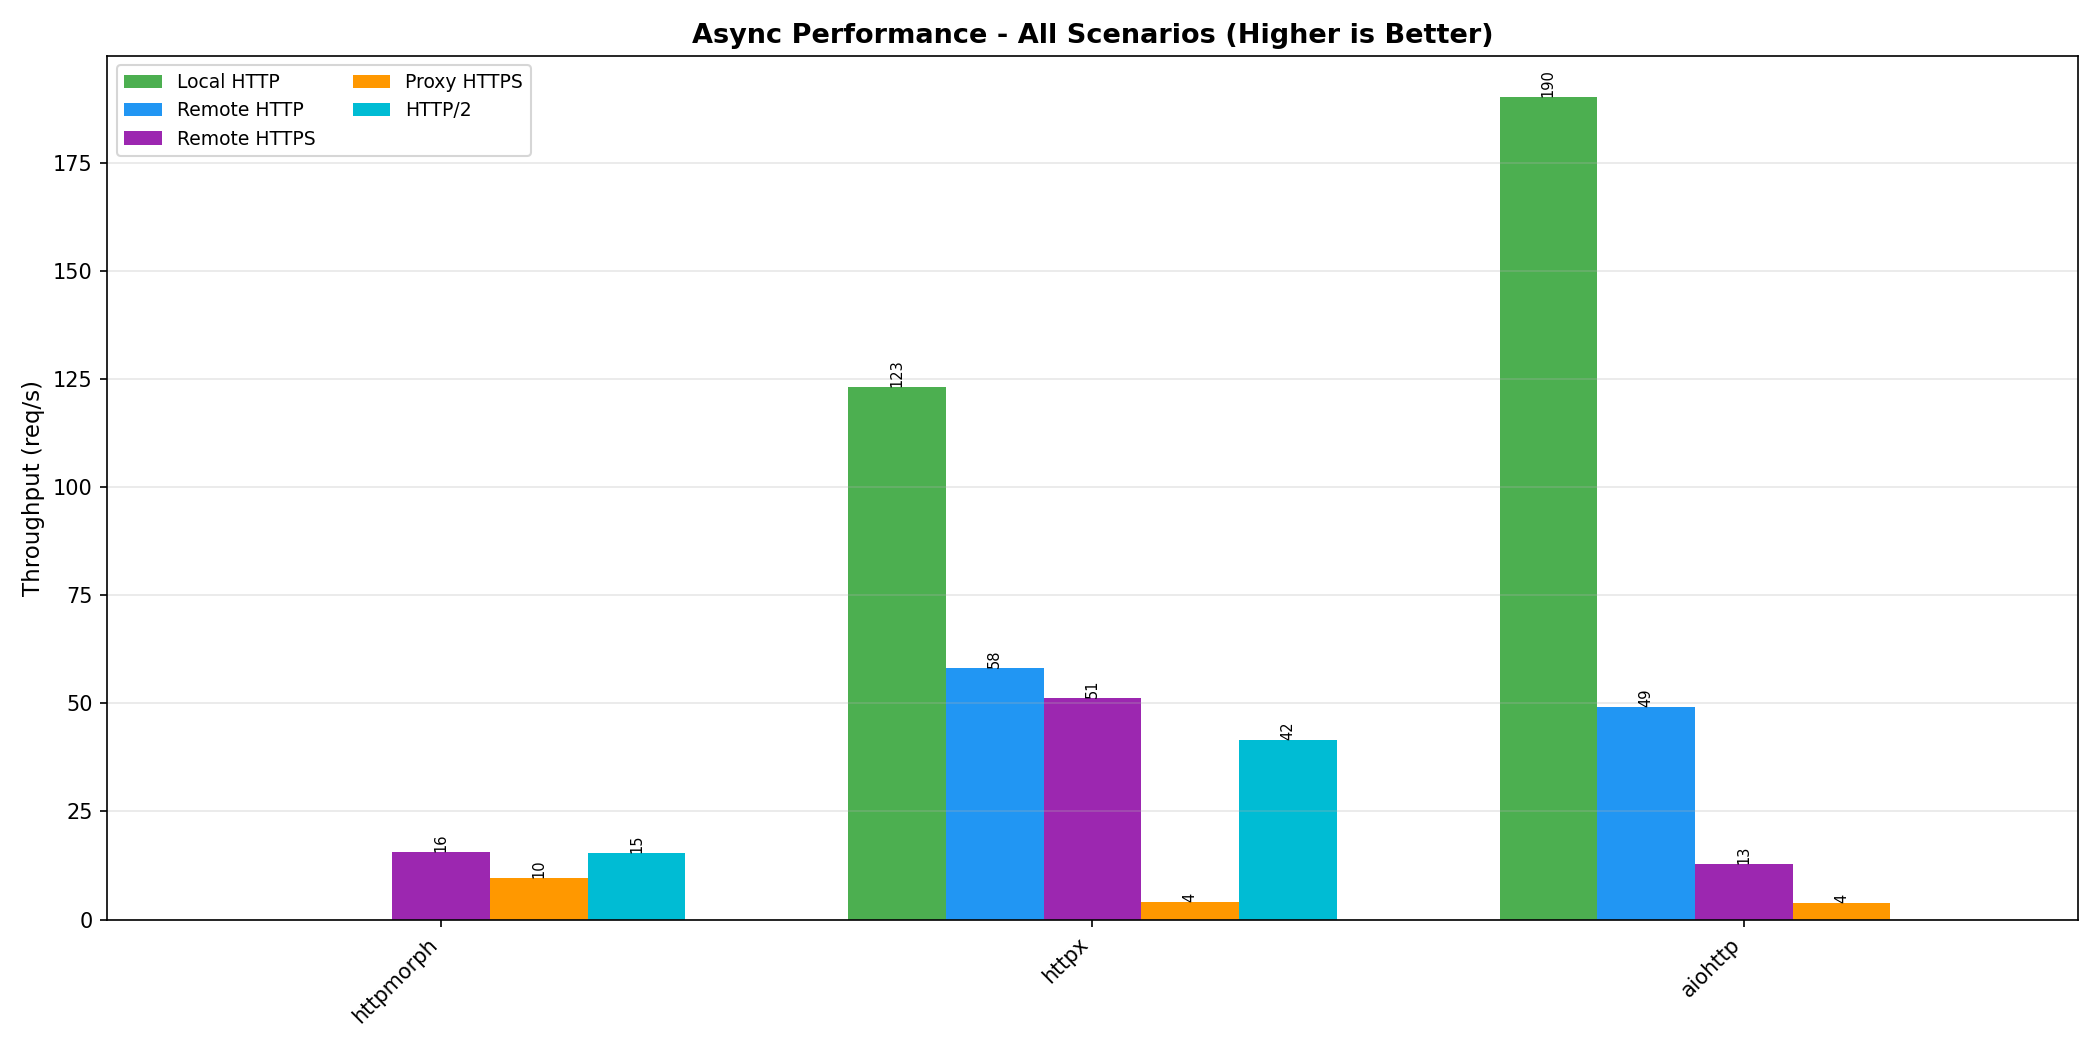 Async Performance - All Scenarios (Higher is Better)
Local HTTP
Remote HTTP
Remote HTTPS
Proxy HTTPS
HTTP/2
Throughput (req/s)
175
150
125
100
75
50
25
0
16
10
15
123
58
51
4
42
190
49
13
4
httpmorph
httpx
aiohttp